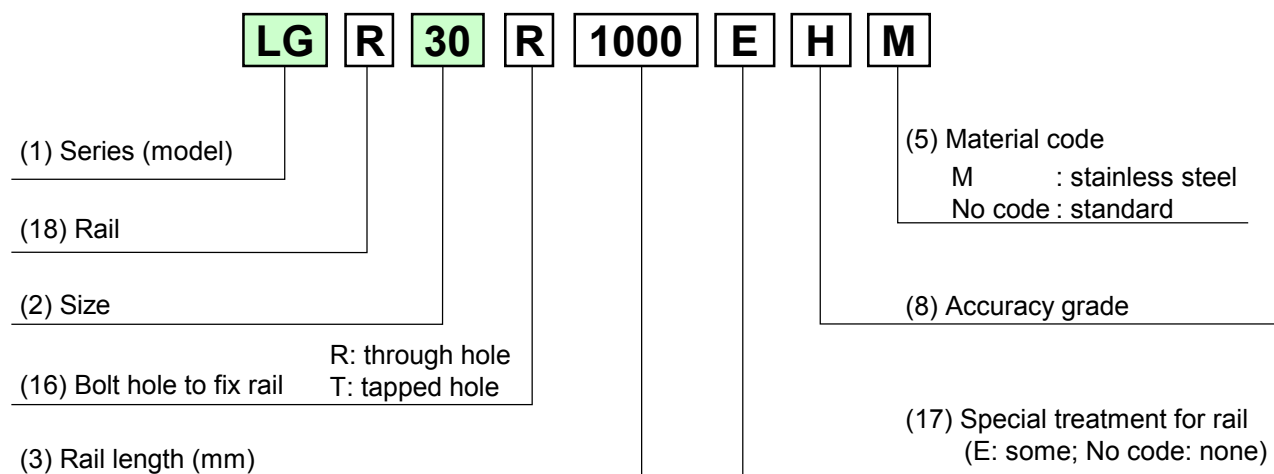 LG R 30 R 1000 E H M
(1) Series (model)
(18) Rail
(2) Size
(16) Bolt hole to fix rail
R: through hole
T: tapped hole
(3) Rail length (mm)
(5) Material code
M : stainless steel
No code : standard
(8) Accuracy grade
(17) Special treatment for rail
(E: some; No code: none)